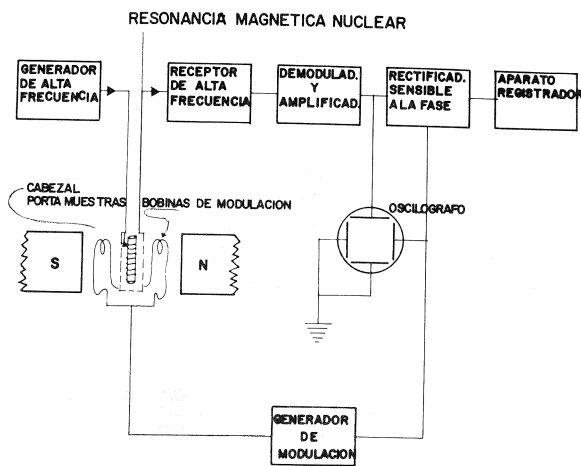 RESONANCIA MAGNETICA NUCLEAR
GENERADOR
DE ALTA
FRECUENCIA
RECEPTOR
DE ALTA
FRECUENCIA
DEMODULAD.
Y
AMPLIFICAD.
RECTIFICAD.
SENSIBLE
A LA FASE
APARATO
REGISTRADOR
CABEZAL
PORTA MUESTRAS
BOBINAS DE MODULACION
OSCILOGRAFO
S
N
GENERADOR
DE
MODULACION